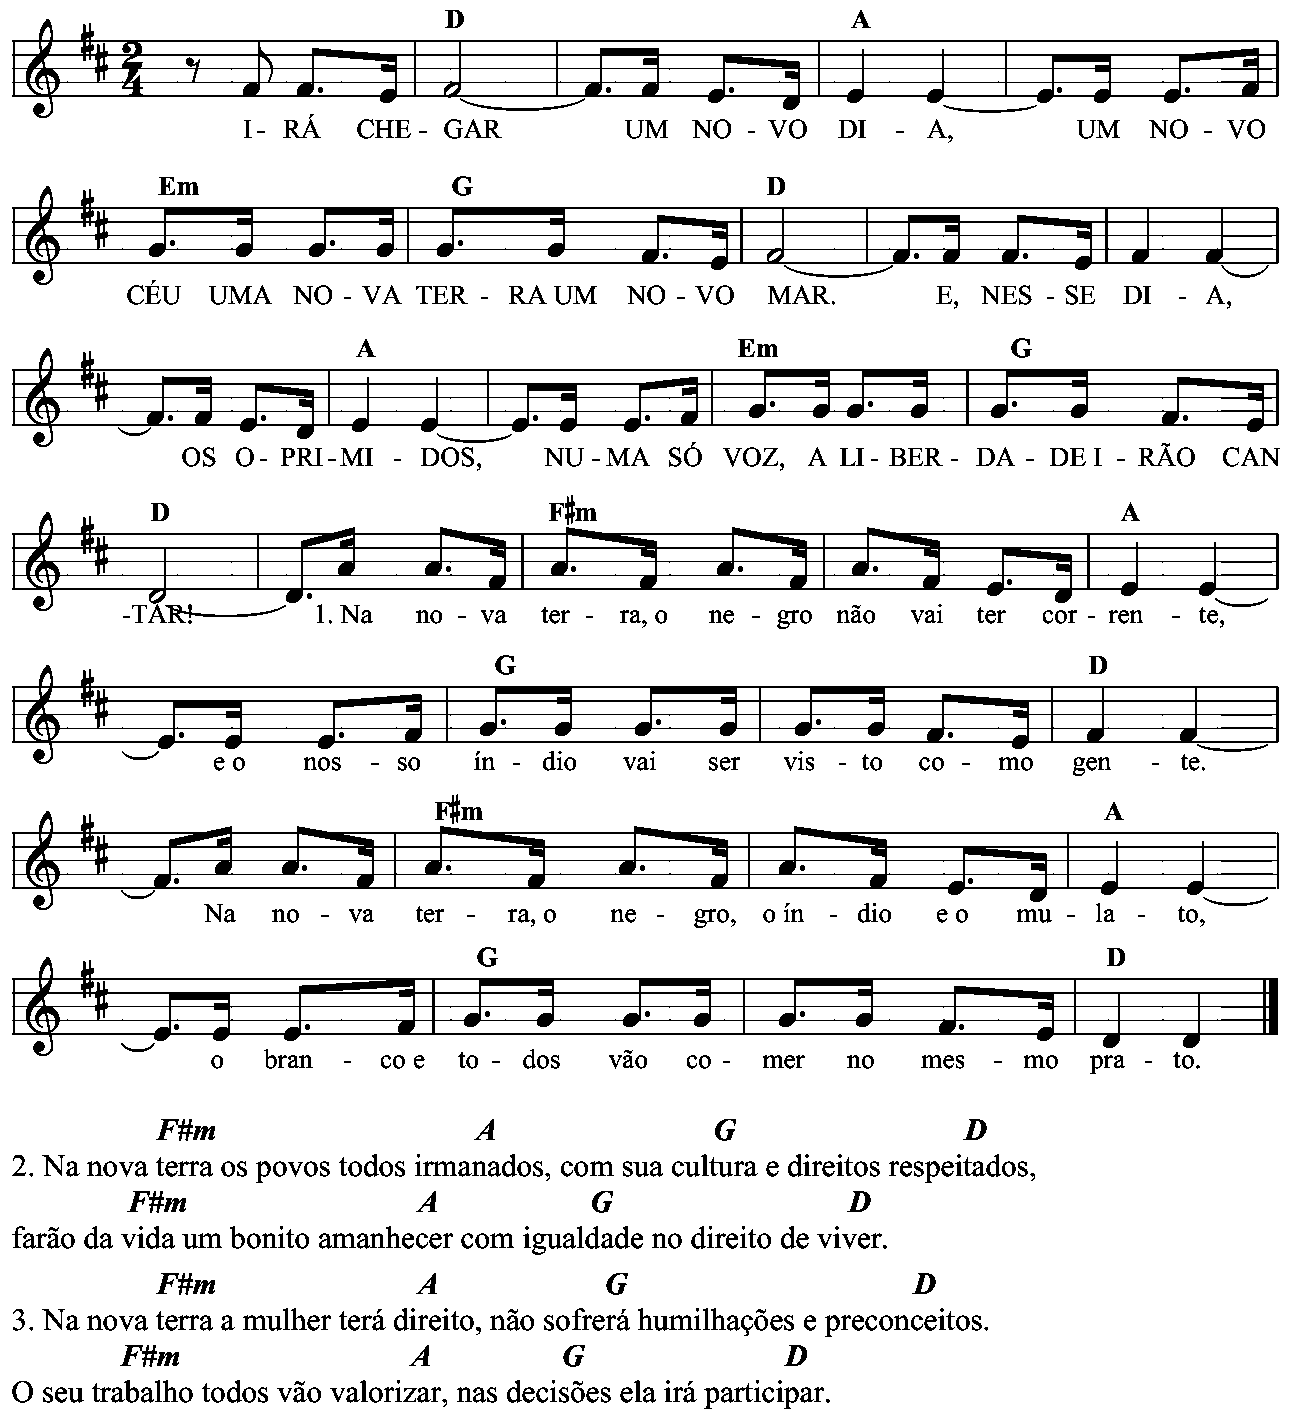 D A
I- RÁ CHE - GAR UM NO - VO DI - A, UM NO - VO
Em G D
CÉU UMA NO - VA TER - RA UM NO - VO MAR. E, NES - SE DI - A,
A Em G
OS O - PRI - MI - DOS, NU - MA SÓ VOZ, A LI - BER - DA - DE I - RÃO CAN
D F#m A
-TAR! 1. Na no - va ter - ra, o ne - gro não vai ter cor - ren - te,
G D
e o nos - so ín - dio vai ser vis - to co - mo gen - te.
F#m A
Na no - va ter - ra, o ne - gro, o ín - dio e o mu - la - to,
G D
o bran - co e to - dos vão co - mer no mes - mo pra - to.
F#m A G D
2. Na nova terra os povos todos irmanados, com sua cultura e direitos respeitados,
F#m A G D
farão da vida um bonito amanhecer com igualdade no direito de viver.
F#m A G D
3. Na nova terra a mulher terá direito, não sofrerá humilhações e preconceitos.
F#m A G D
O seu trabalho todos vão valorizar, nas decisões ela irá participar.